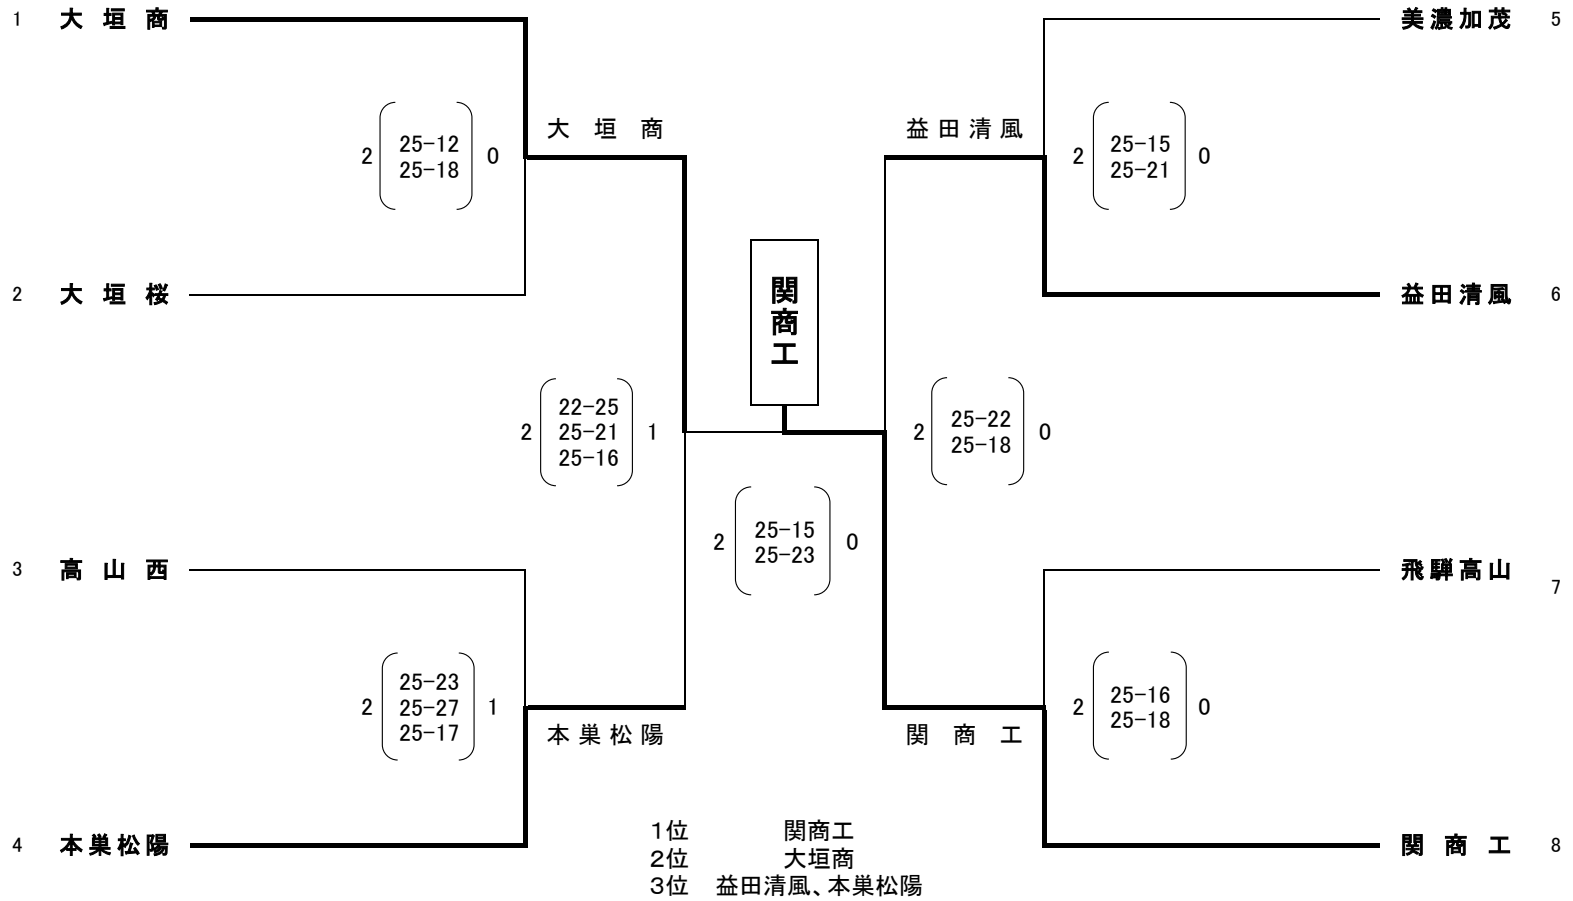 1 大垣商
美濃加茂 5
大垣商
益田清風
2 25-12 0
25-18
2 25-15 0
25-21
2 大垣桜
関商工
益田清風 6
2 22-25 1
25-21
25-16
2 25-22 0
25-18
2 25-15 0
25-23
3 高山西
飛騨高山 7
2 25-23 1
25-27
25-17
2 25-16 0
25-18
本巣松陽
関商工
4 本巣松陽
関商工 8
1位 関商工
2位 大垣商
3位 益田清風、本巣松陽